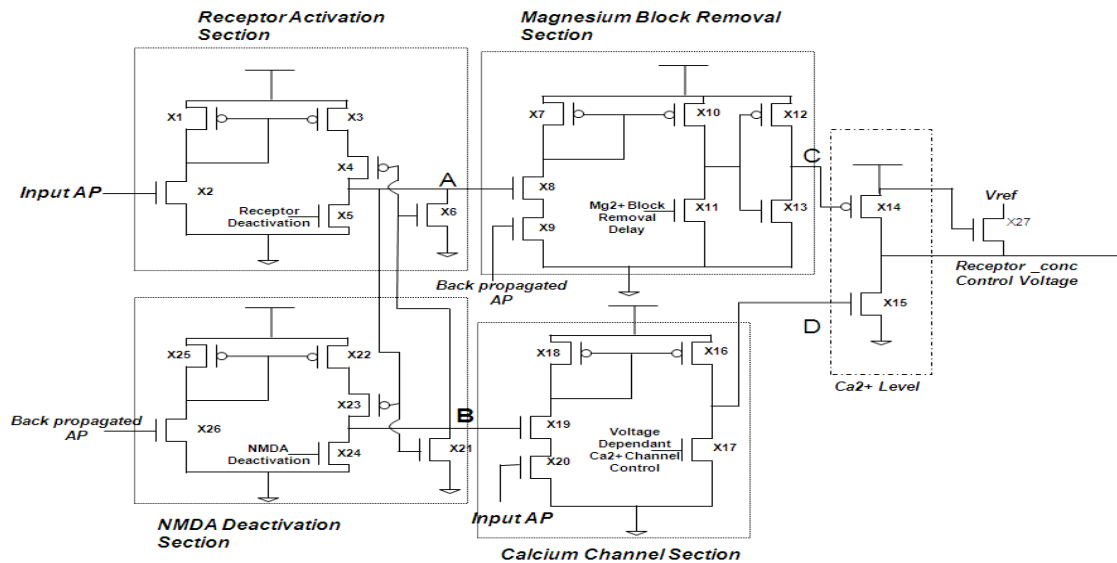 Receptor Activation
Section
Magnesium Block Removal
Section
X1
X3
X4
Input AP
X2
Receptor
Deactivation
X5
A
X6
X7
X10
X12
X8
X9
Mg2+ Block
Removal
Delay
X11
X13
C
Back propagated
AP
X14
Vref
X27
Receptor _conc
Control Voltage
X15
D
Ca2+ Level
X25
X22
X23
Back propagated
AP
X26
NMDA
Deactivation
X24
B
X21
X18
X16
X19
X20
Voltage
Dependant
Ca2+ Channel
Control
X17
Input AP
NMDA Deactivation
Section
Calcium Channel Section